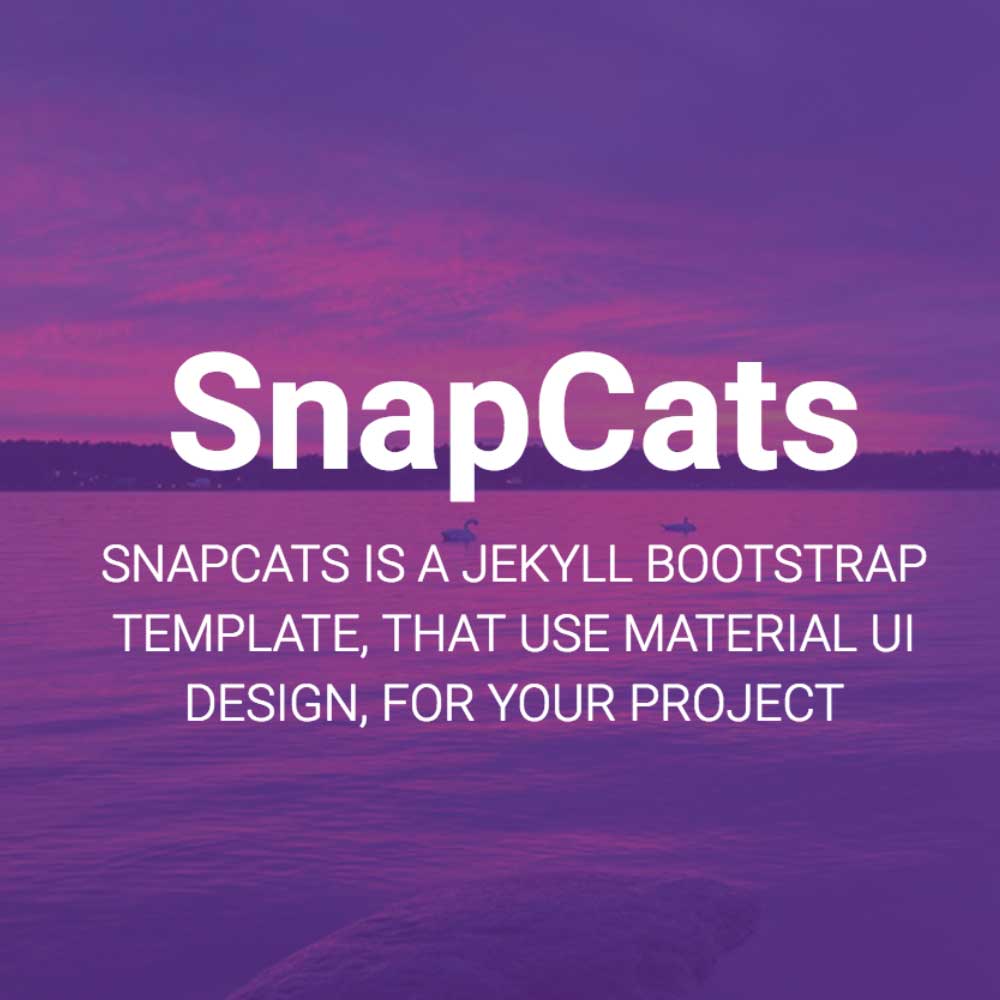 SnapCats
SNAPCATS IS A JEKYLL BOOTSTRAP
TEMPLATE, THAT USE MATERIAL UI
DESIGN, FOR YOUR PROJECT